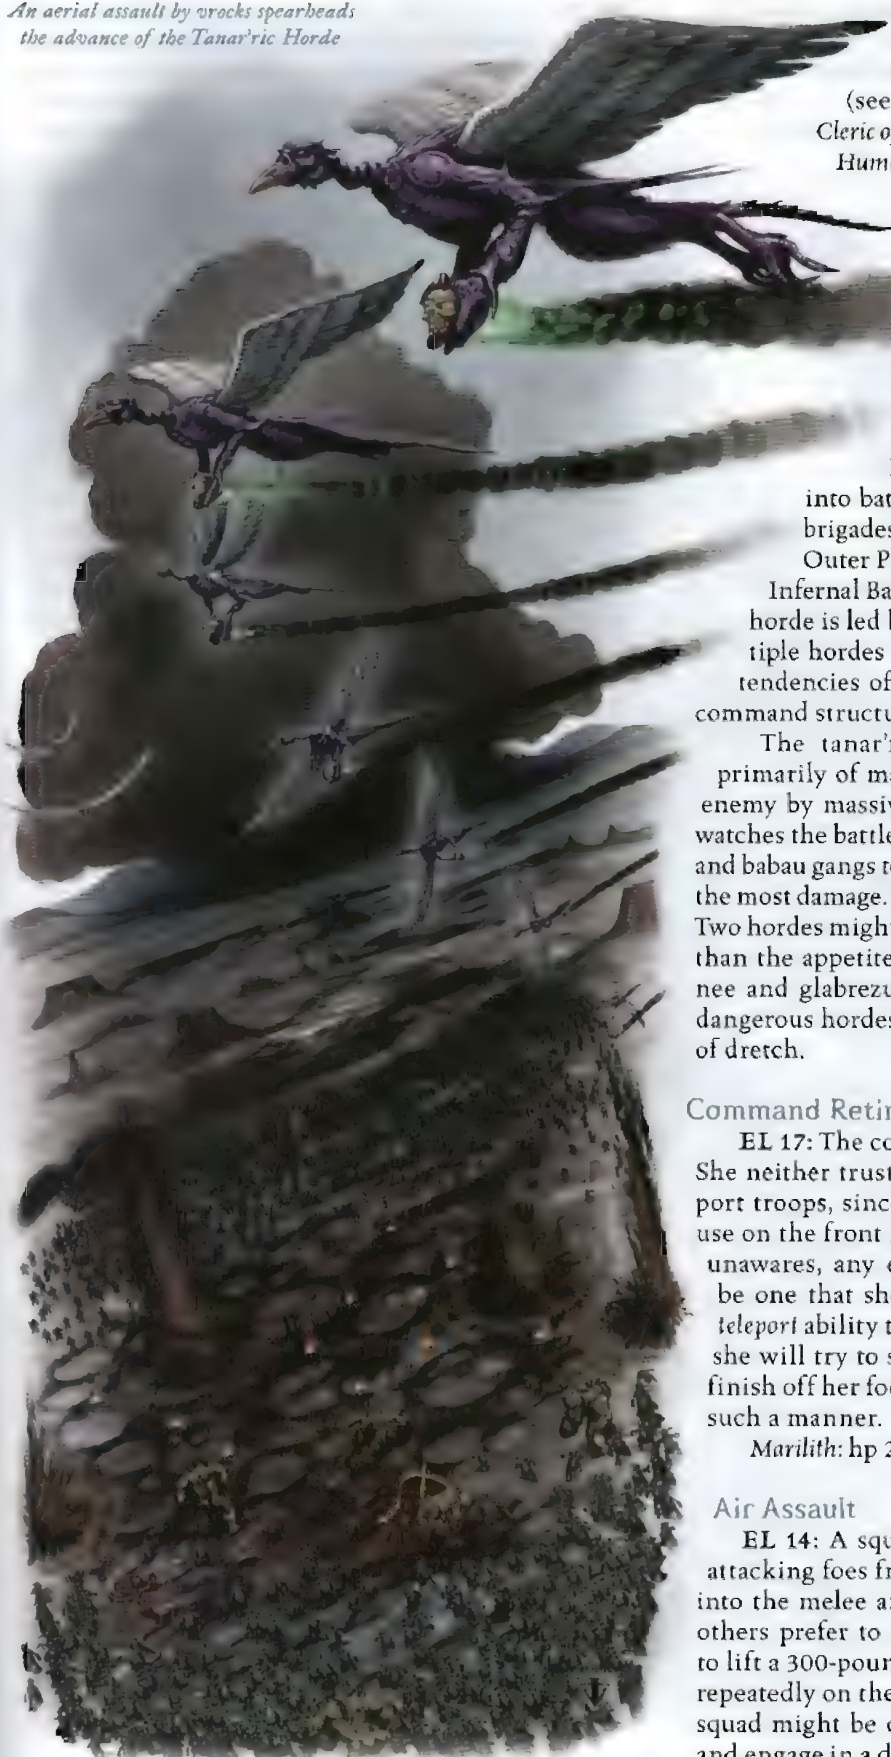 An aerial assault by vrocks spearheads
the advance of the Tanar'ric Horde
(see
Cleric
Hum
into bat
brigades
Outer P
Infernal Ba
horde is led
tiple hordes
tendencies of
command structu
The tanar'
primarily of ma
enemy by massiv
watches the battle
and babau gangs t
the most damage.
Two hordes might
than the appetite
nee and glabrezu
dangerous hordes
of dretch.
Command Retin
EL 17: The co
She neither trust
port troops, since
use on the front
unawares, any e
be one that sh
teleport ability t
she will try to s
finish off her foe
such a manner.
Marilith: hp 2
Air Assault
EL 14: A squ
attacking foes fr
into the melee a
others prefer to
to lift a 300-poun
repeatedly on the
squad might be
and engage in a d